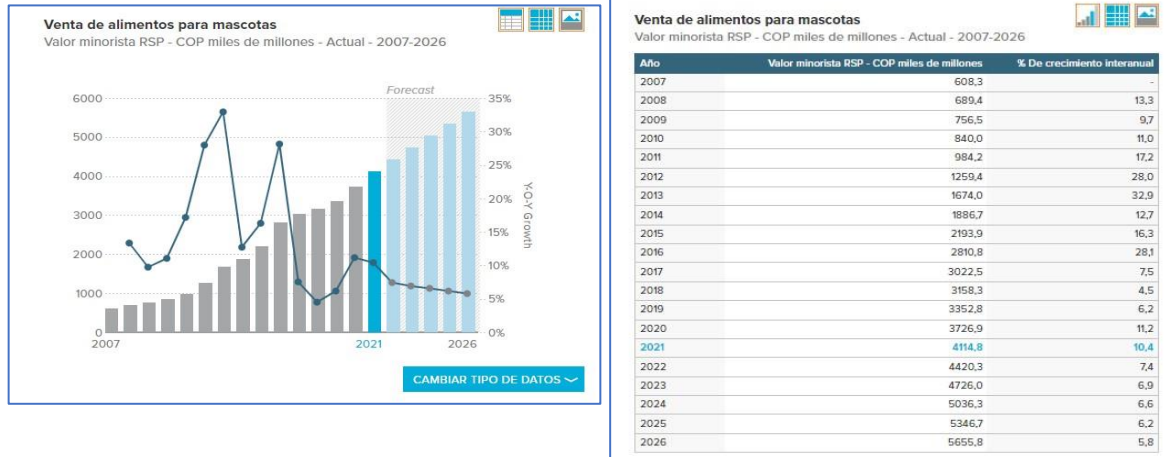 Venta de alimentos para mascotas
Valor minorista RSP - COP miles de millones - Actual - 2007-2026
Forecast
6000
5000
4000
3000
2000
1000
0
35%
30%
25%
20%
15%
10%
5%
0%
Y-O-Y Growth
2007
2021
2026
CAMBIAR TIPO DE DATOS
Venta de alimentos para mascotas
Valor minorista RSP - COP miles de millones - Actual - 2007-2026
Año Valor minorista RSP - COP miles de millones % De crecimiento interanual
2007 608,3 -
2008 689,4 13,3
2009 756,5 9,7
2010 840,0 11,0
2011 984,2 17,2
2012 1259,4 28,0
2013 1674,0 32,9
2014 1886,7 12,7
2015 2193,9 16,3
2016 2810,8 28,1
2017 3022,5 7,5
2018 3158,3 4,5
2019 3352,8 6,2
2020 3726,9 11,2
2021 4114,8 10,4
2022 4420,3 7,4
2023 4726,0 6,9
2024 5036,3 6,6
2025 5346,7 6,2
2026 5655,8 5,8